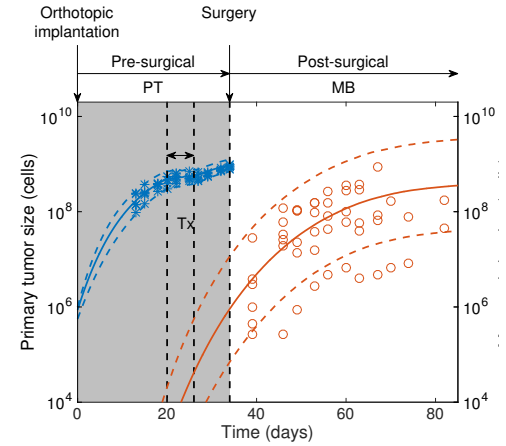 Orthotopic
implantation
Surgery
Pre-surgical
Post-surgical
PT
MB
10^10
10^8
10^6
10^4
Primary tumor size (cells)
Tx
10^10
10^8
10^6
10^4
0
20
40
60
80
Time (days)